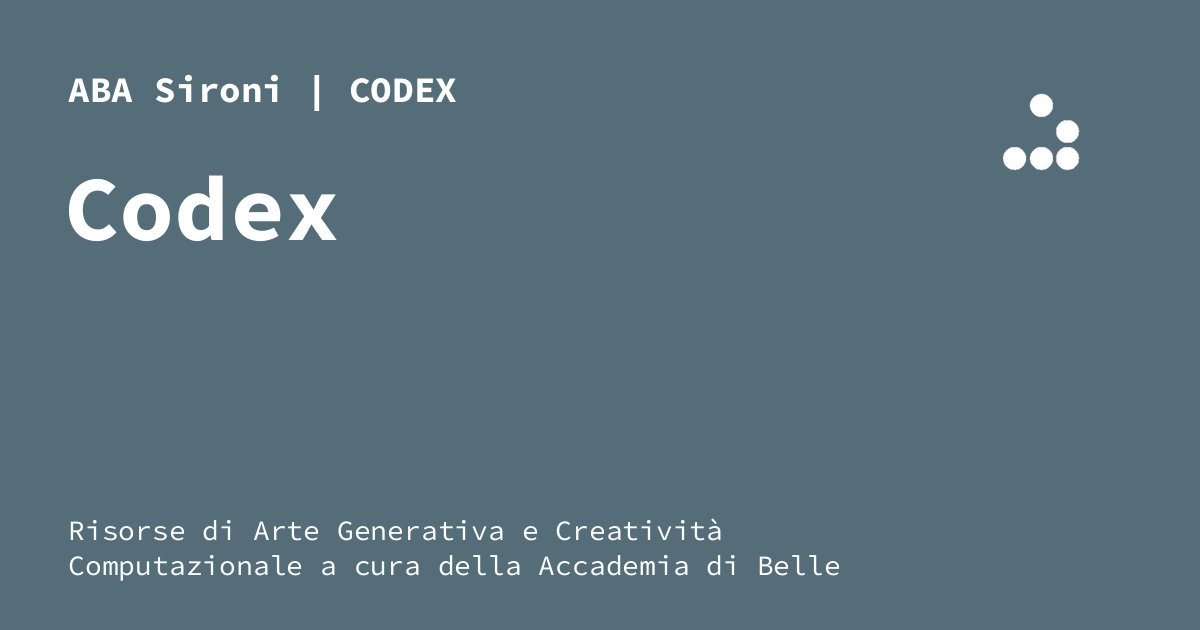 ABA Sironi | CODEX
Codex
Risorse di Arte Generativa e Creatività
Computazionale a cura della Accademia di Belle